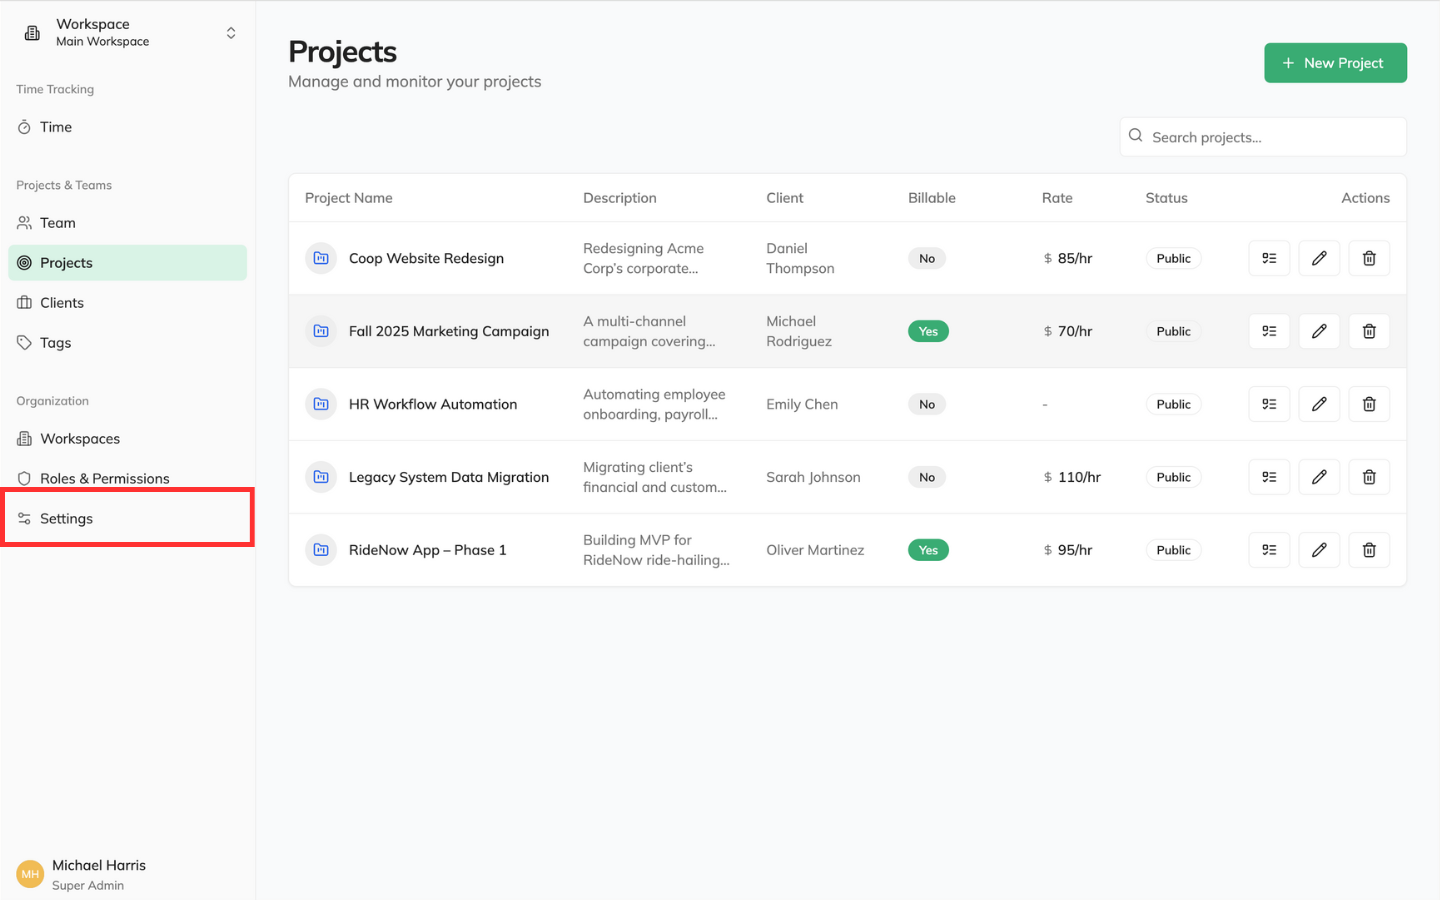 Workspace
Main Workspace
Time Tracking
Time
Projects & Teams
Team
Projects
Clients
Tags
Organization
Workspaces
Roles & Permissions
Settings
MH
Michael Harris
Super Admin
Projects
Manage and monitor your projects
+ New Project
Search projects...
Project Name Description Client Billable Rate Status Actions
Coop Website Redesign
Redesigning Acme
Corp's corporate...
Daniel
Thompson
No
$ 85/hr
Public
Fall 2025 Marketing Campaign
A multi-channel
campaign covering...
Michael
Rodriguez
Yes
$ 70/hr
Public
HR Workflow Automation
Automating employee
onboarding, payroll...
Emily Chen
No
-
Public
Legacy System Data Migration
Migrating client's
financial and custom...
Sarah Johnson
No
$ 110/hr
Public
RideNow App – Phase 1
Building MVP for
RideNow ride-hailing...
Oliver Martinez
Yes
$ 95/hr
Public